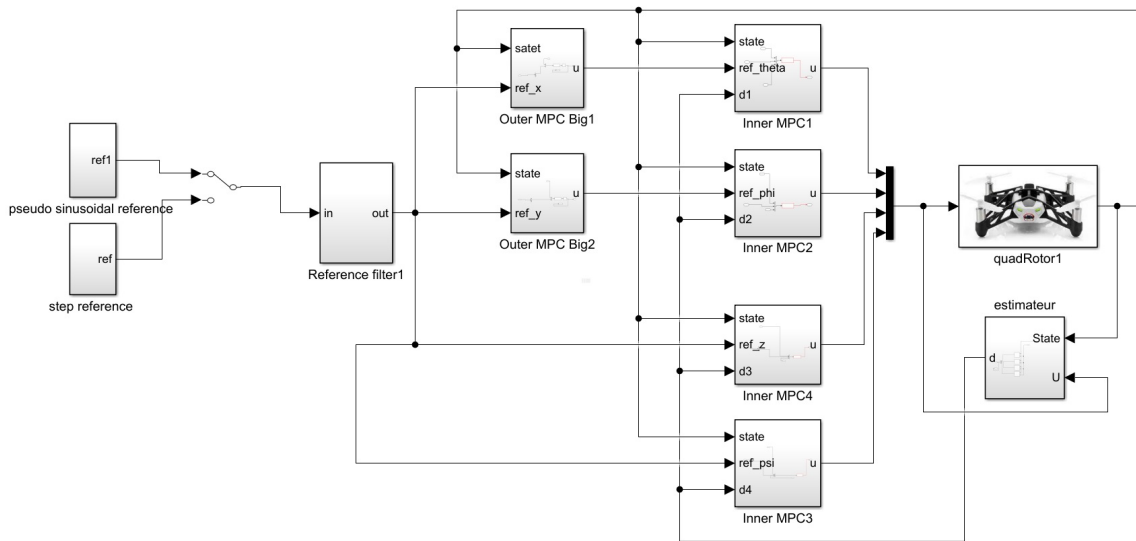 ref1
pseudo sinusoidal reference
ref
step reference
in
out
Reference filter1
satet
ref_x
u
Outer MPC Big1
state
ref_y
u
Outer MPC Big2
state
ref_theta
d1
u
Inner MPC1
state
ref_phi
d2
u
Inner MPC2
state
ref_z
d3
u
Inner MPC4
state
ref_psi
d4
u
Inner MPC3
quadRotor1
estimateur
State
d
U